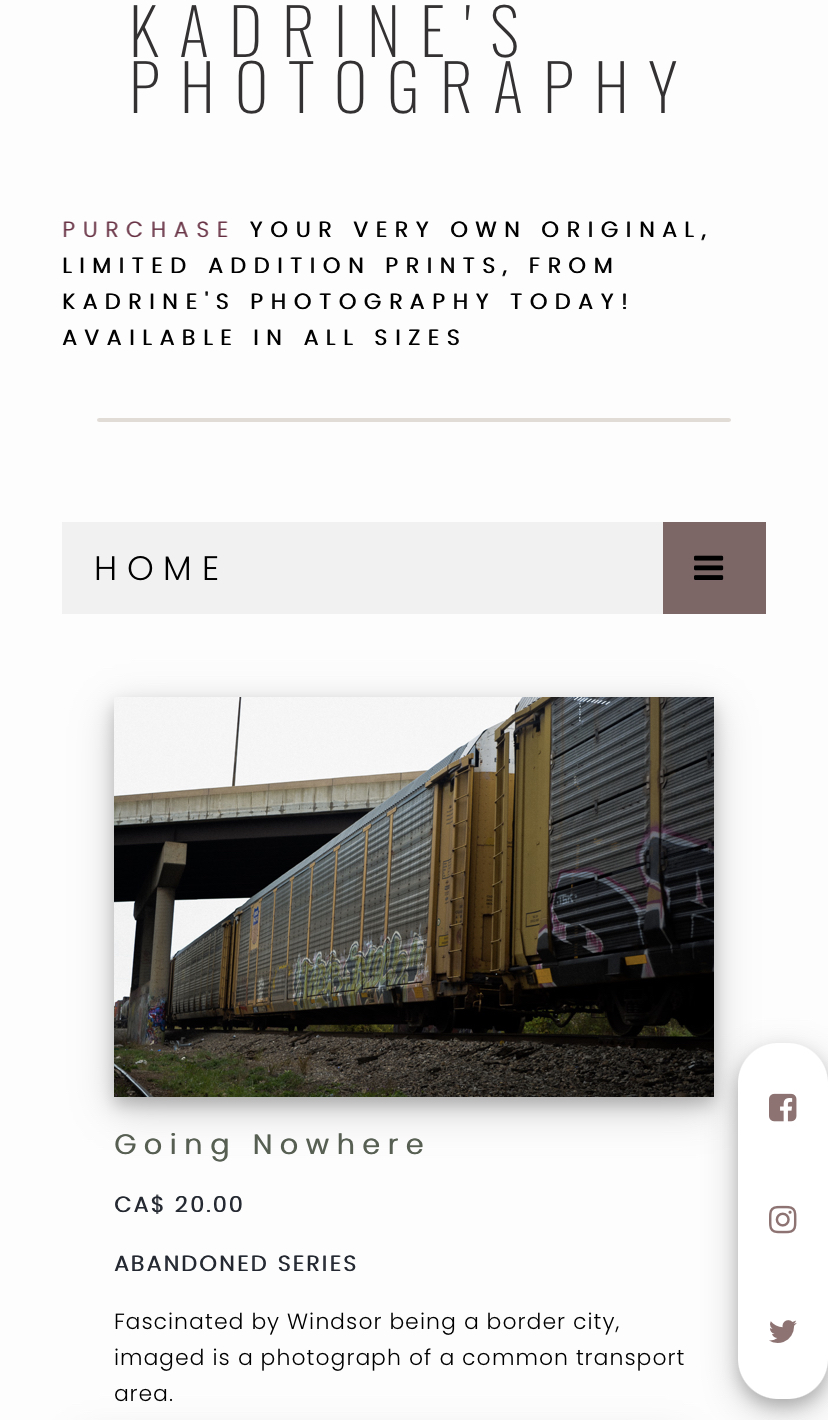 KADRINE'S
PHOTOGRAPHY
PURCHASE YOUR VERY OWN ORIGINAL,
LIMITED ADDITION PRINTS, FROM
KADRINE'S PHOTOGRAPHY TODAY!
AVAILABLE IN ALL SIZES
HOME
Going Nowhere
CA$ 20.00
ABANDONED SERIES
Fascinated by Windsor being a border city,
imaged is a photograph of a common transport
area.